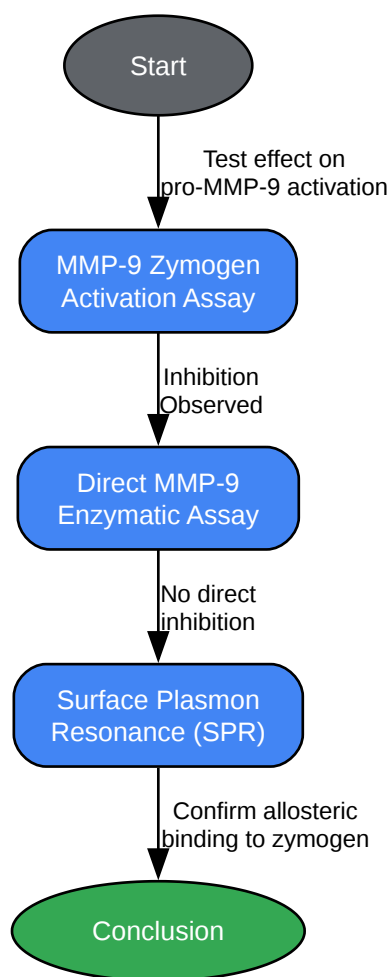 Start
Test effect on
pro-MMP-9 activation
MMP-9 Zymogen
Activation Assay
Inhibition
Observed
Direct MMP-9
Enzymatic Assay
No direct
inhibition
Surface Plasmon
Resonance (SPR)
Confirm allosteric
binding to zymogen
Conclusion